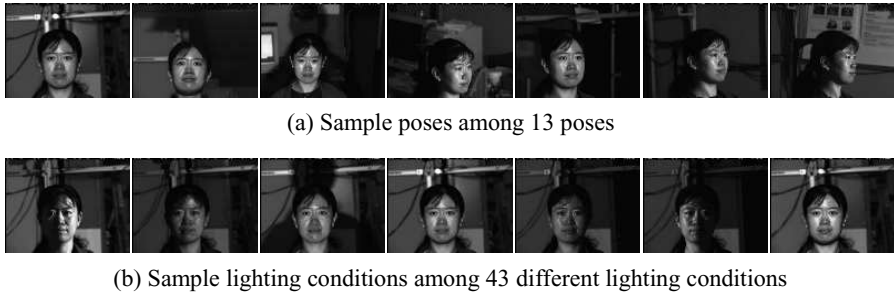 (a) Sample poses among 13 poses
(b) Sample lighting conditions among 43 different lighting conditions